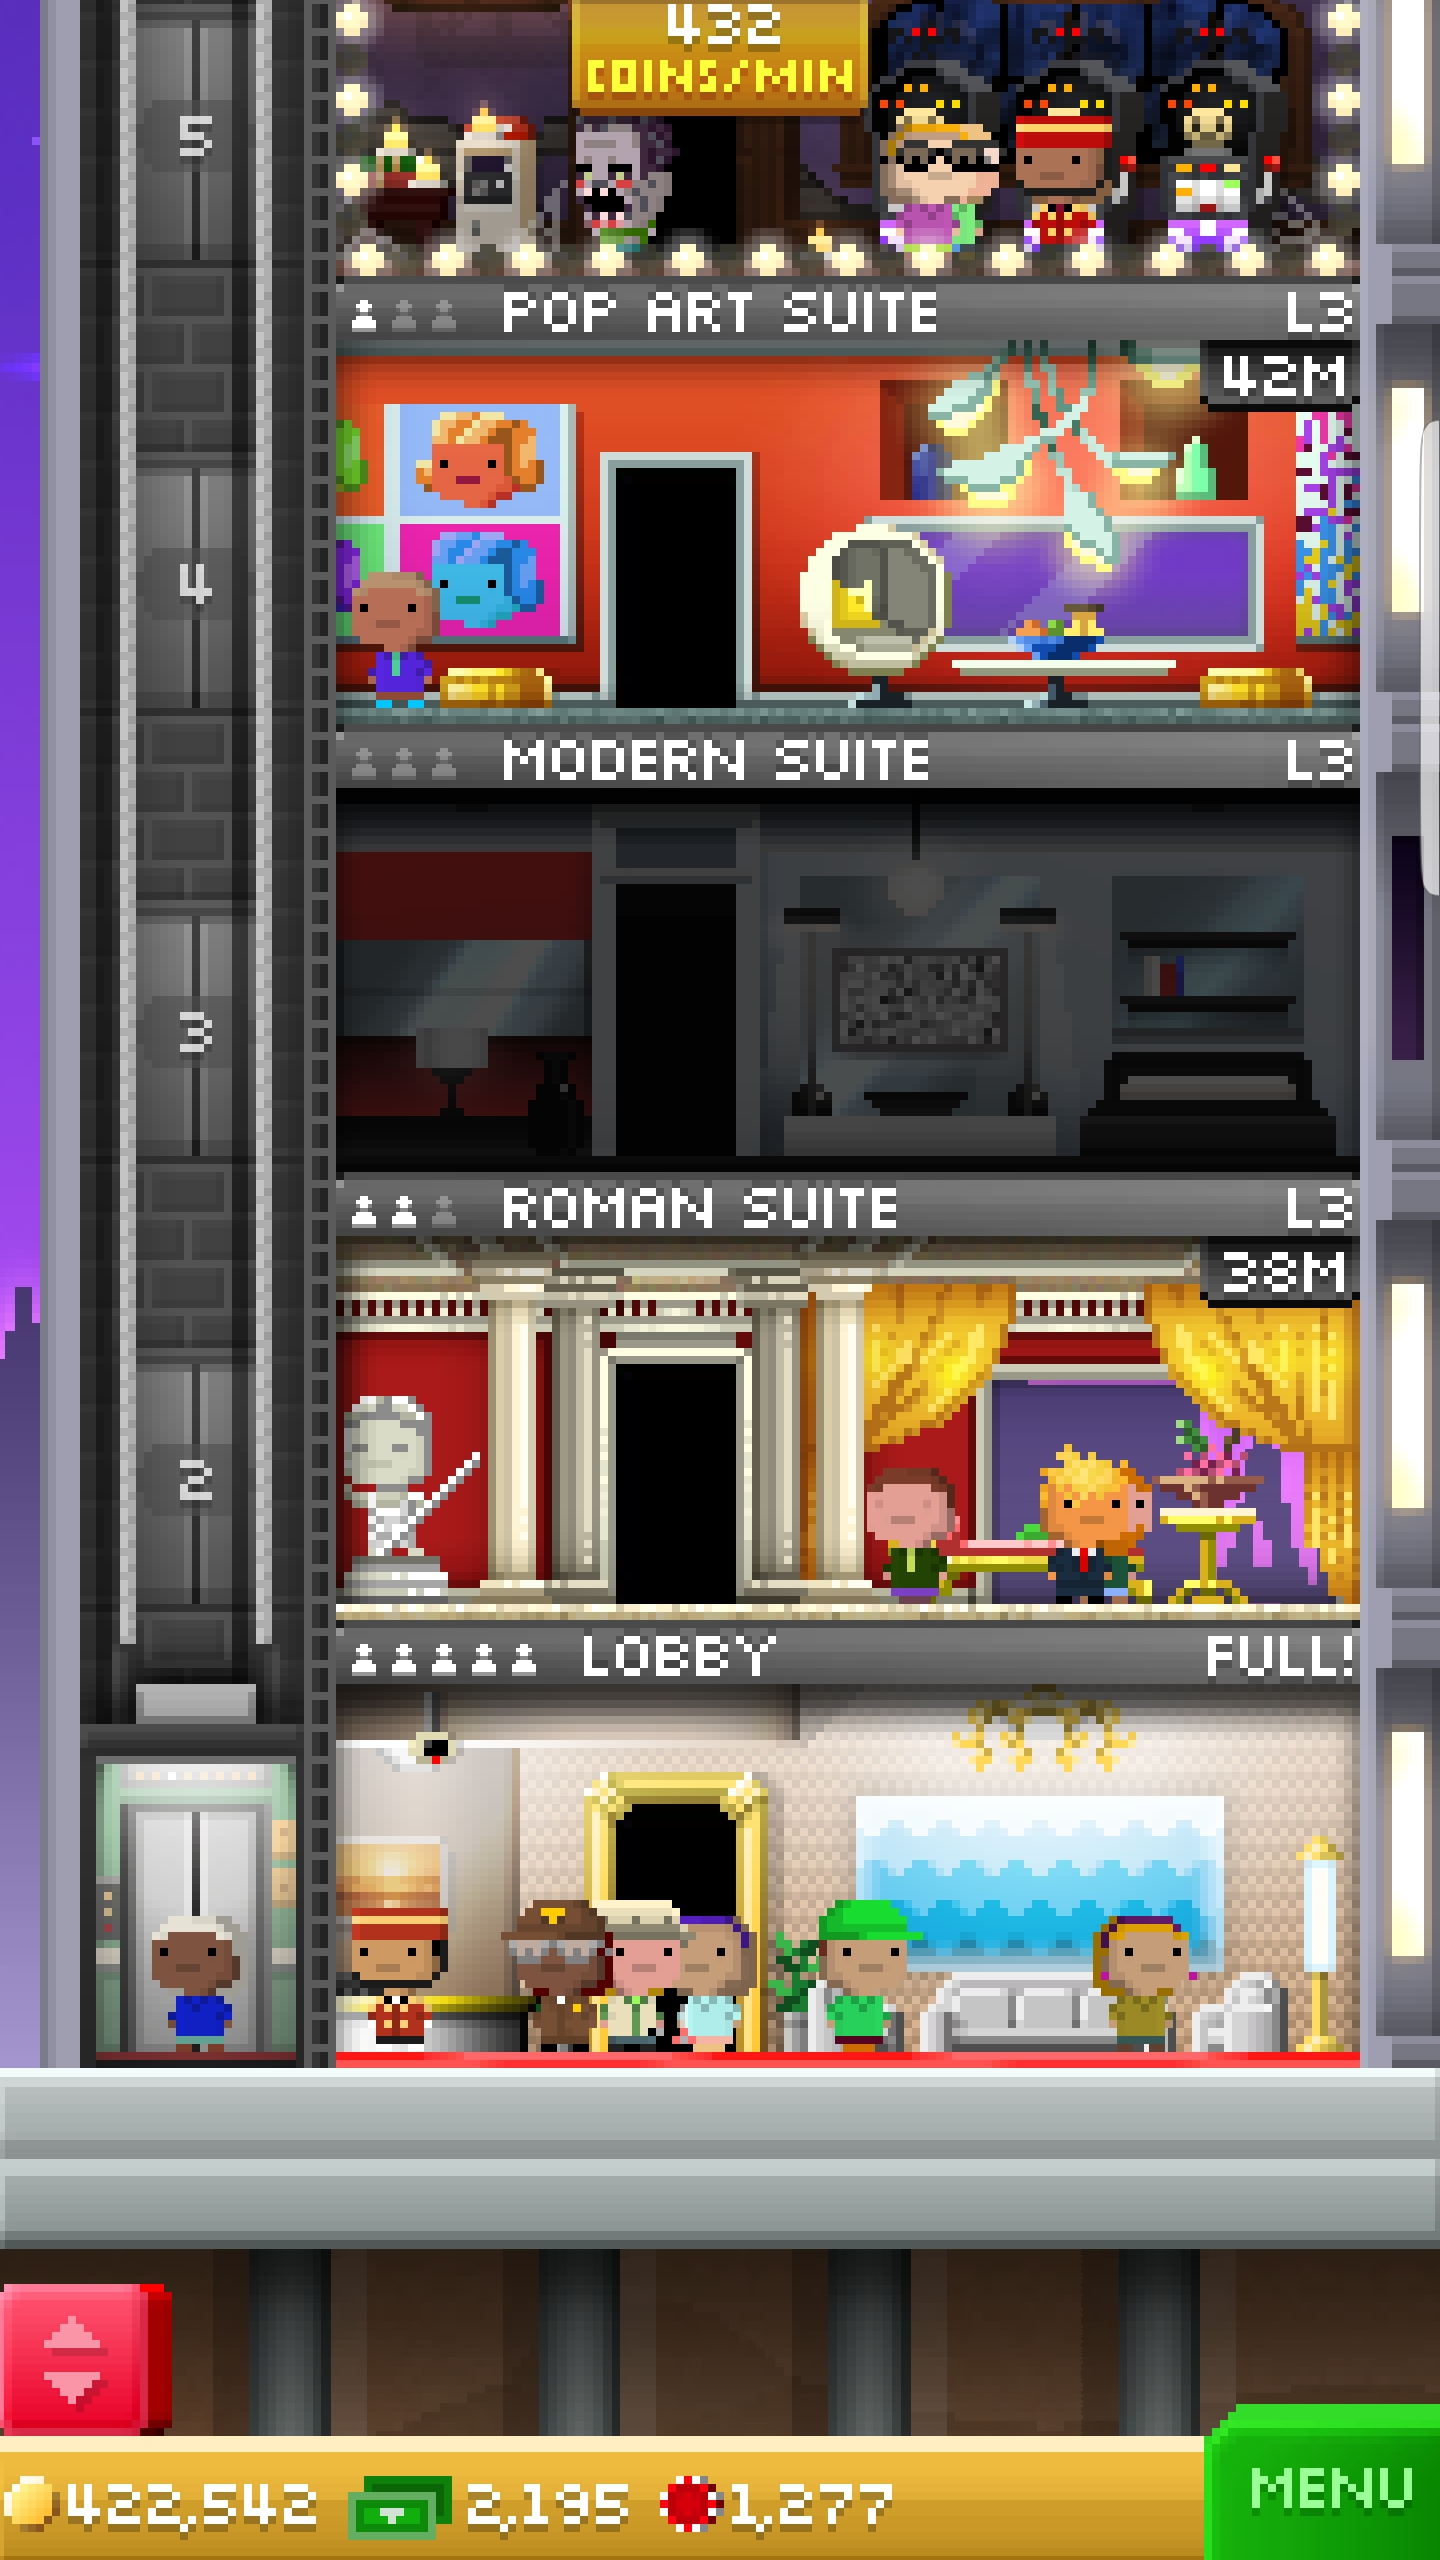 432
COINS/MIN
5
POP ART SUITE L3
42M
4
MODERN SUITE L3
3
ROMAN SUITE L3
38M
2
LOBBY FULL!
422,542 2,195 1,277
MENU